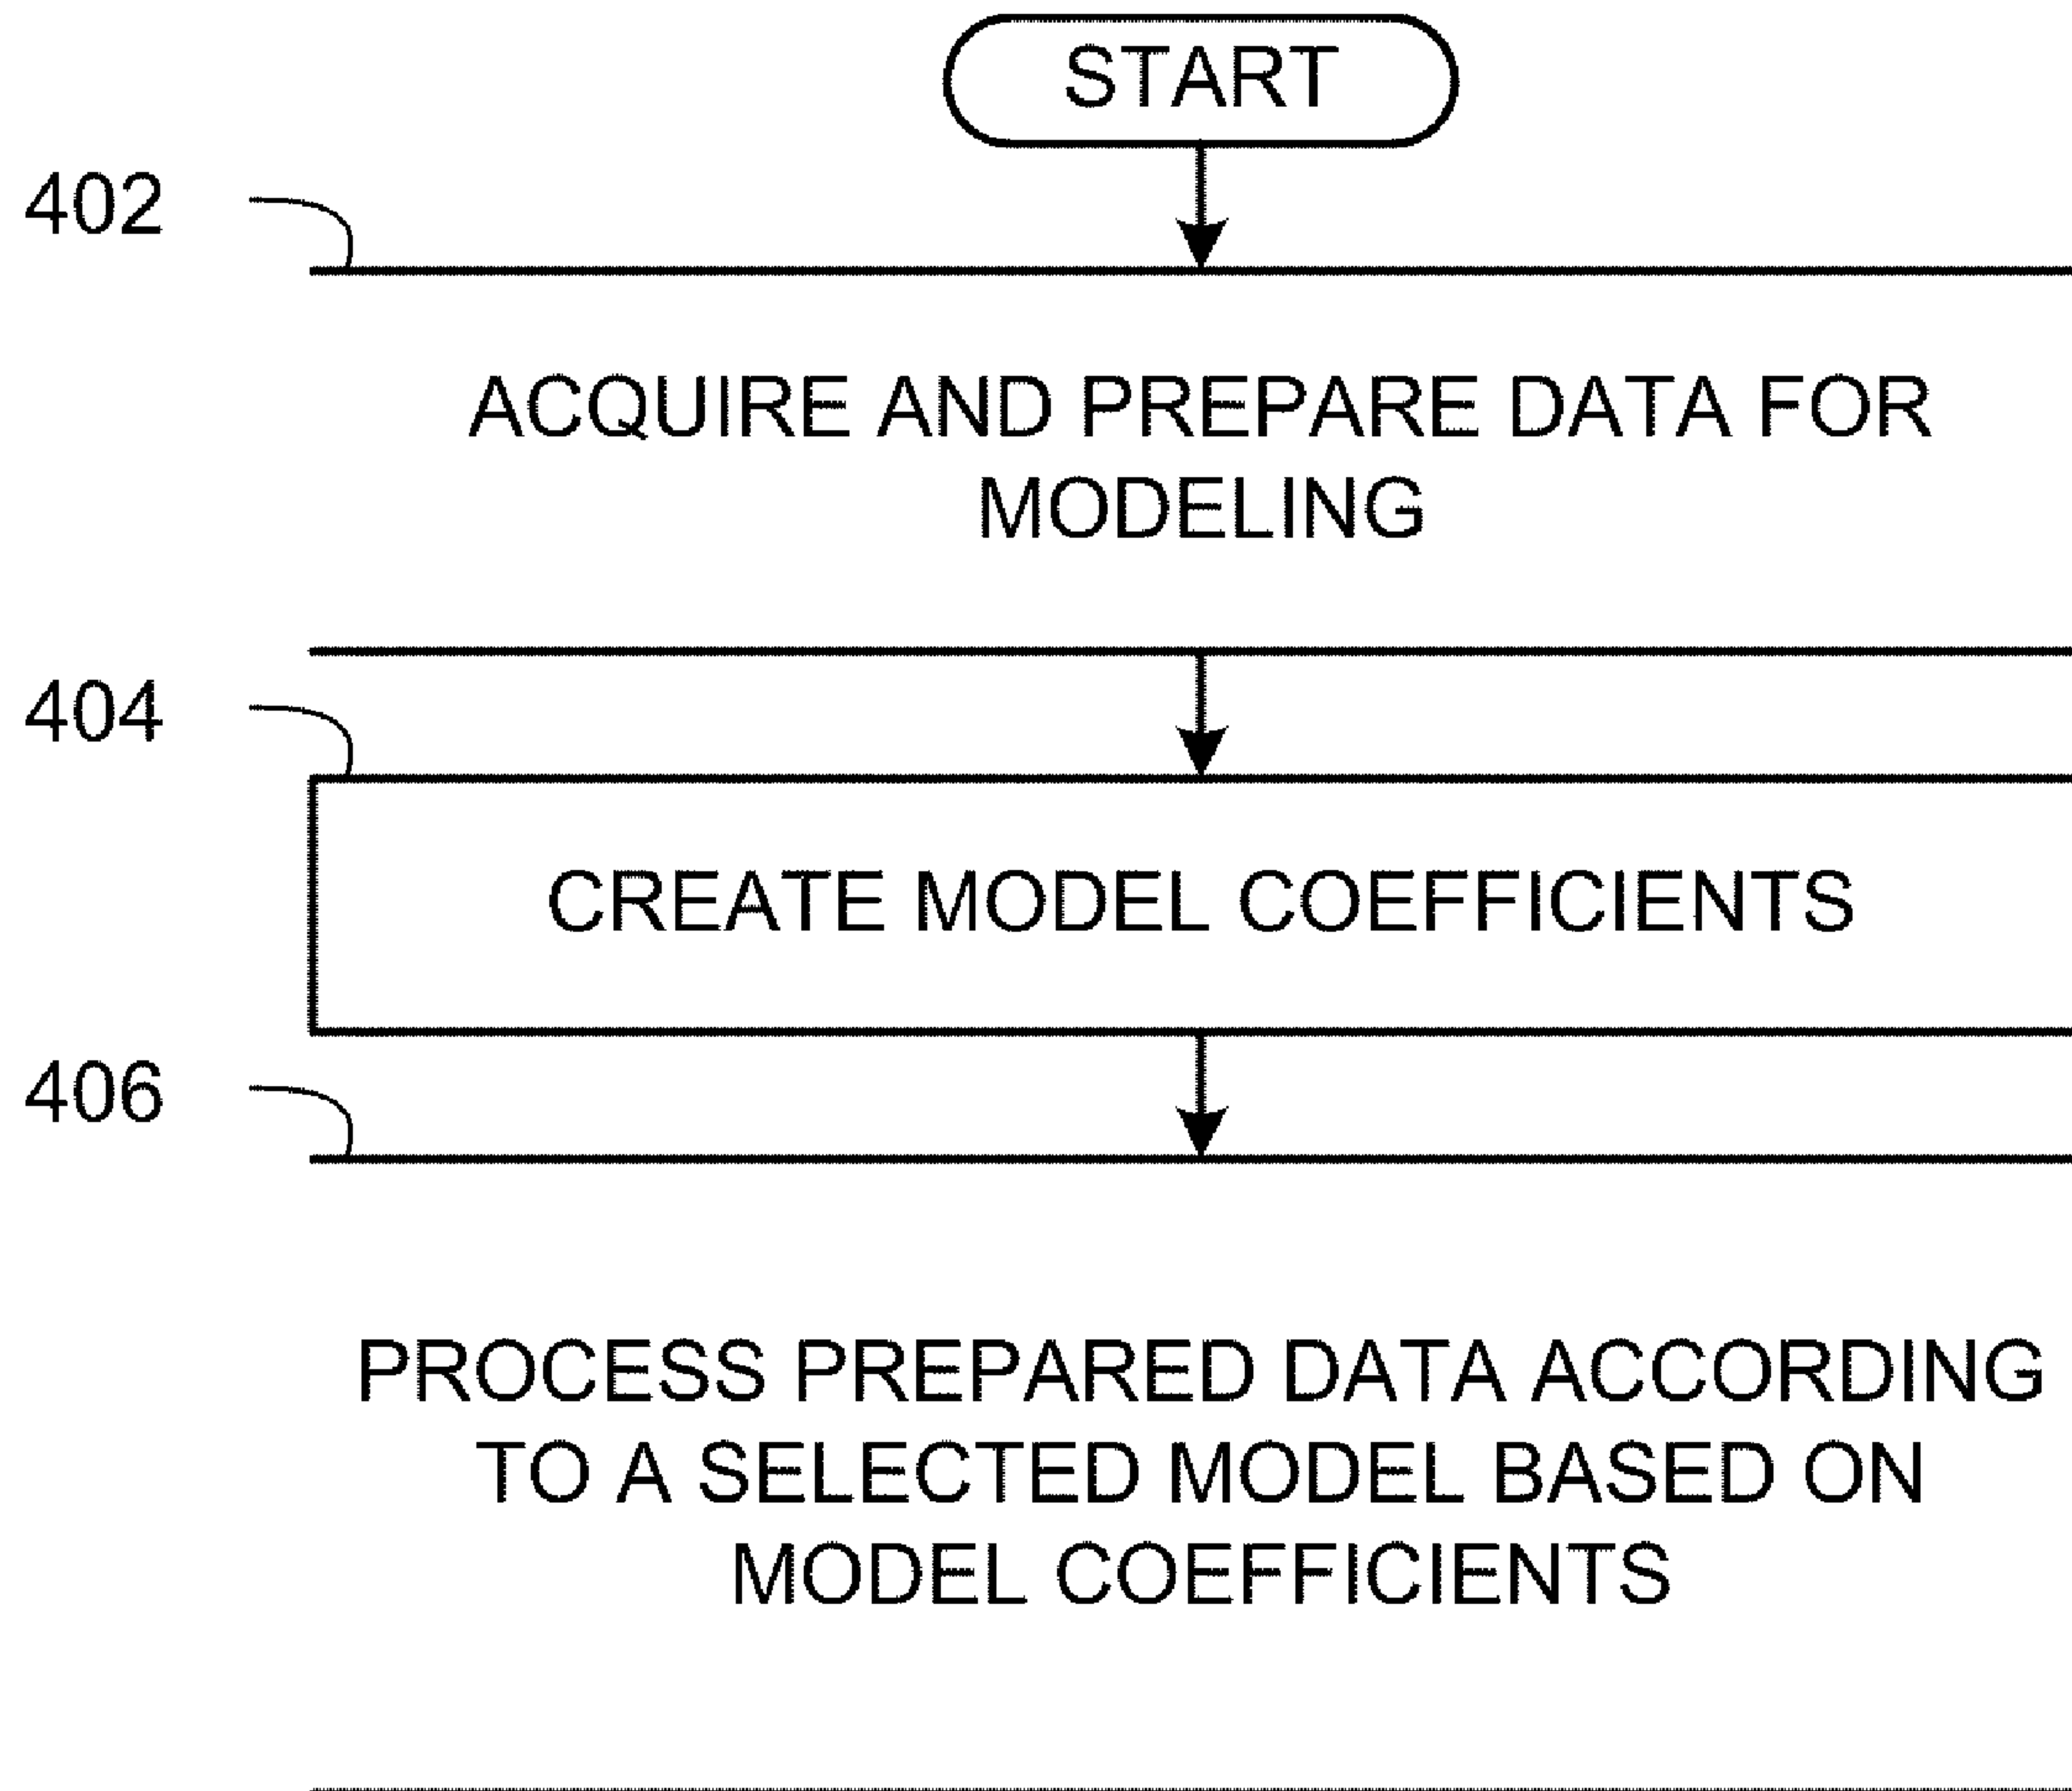 START
402
ACQUIRE AND PREPARE DATA FOR
MODELING
404
CREATE MODEL COEFFICIENTS
406
PROCESS PREPARED DATA ACCORDING
TO A SELECTED MODEL BASED ON
MODEL COEFFICIENTS